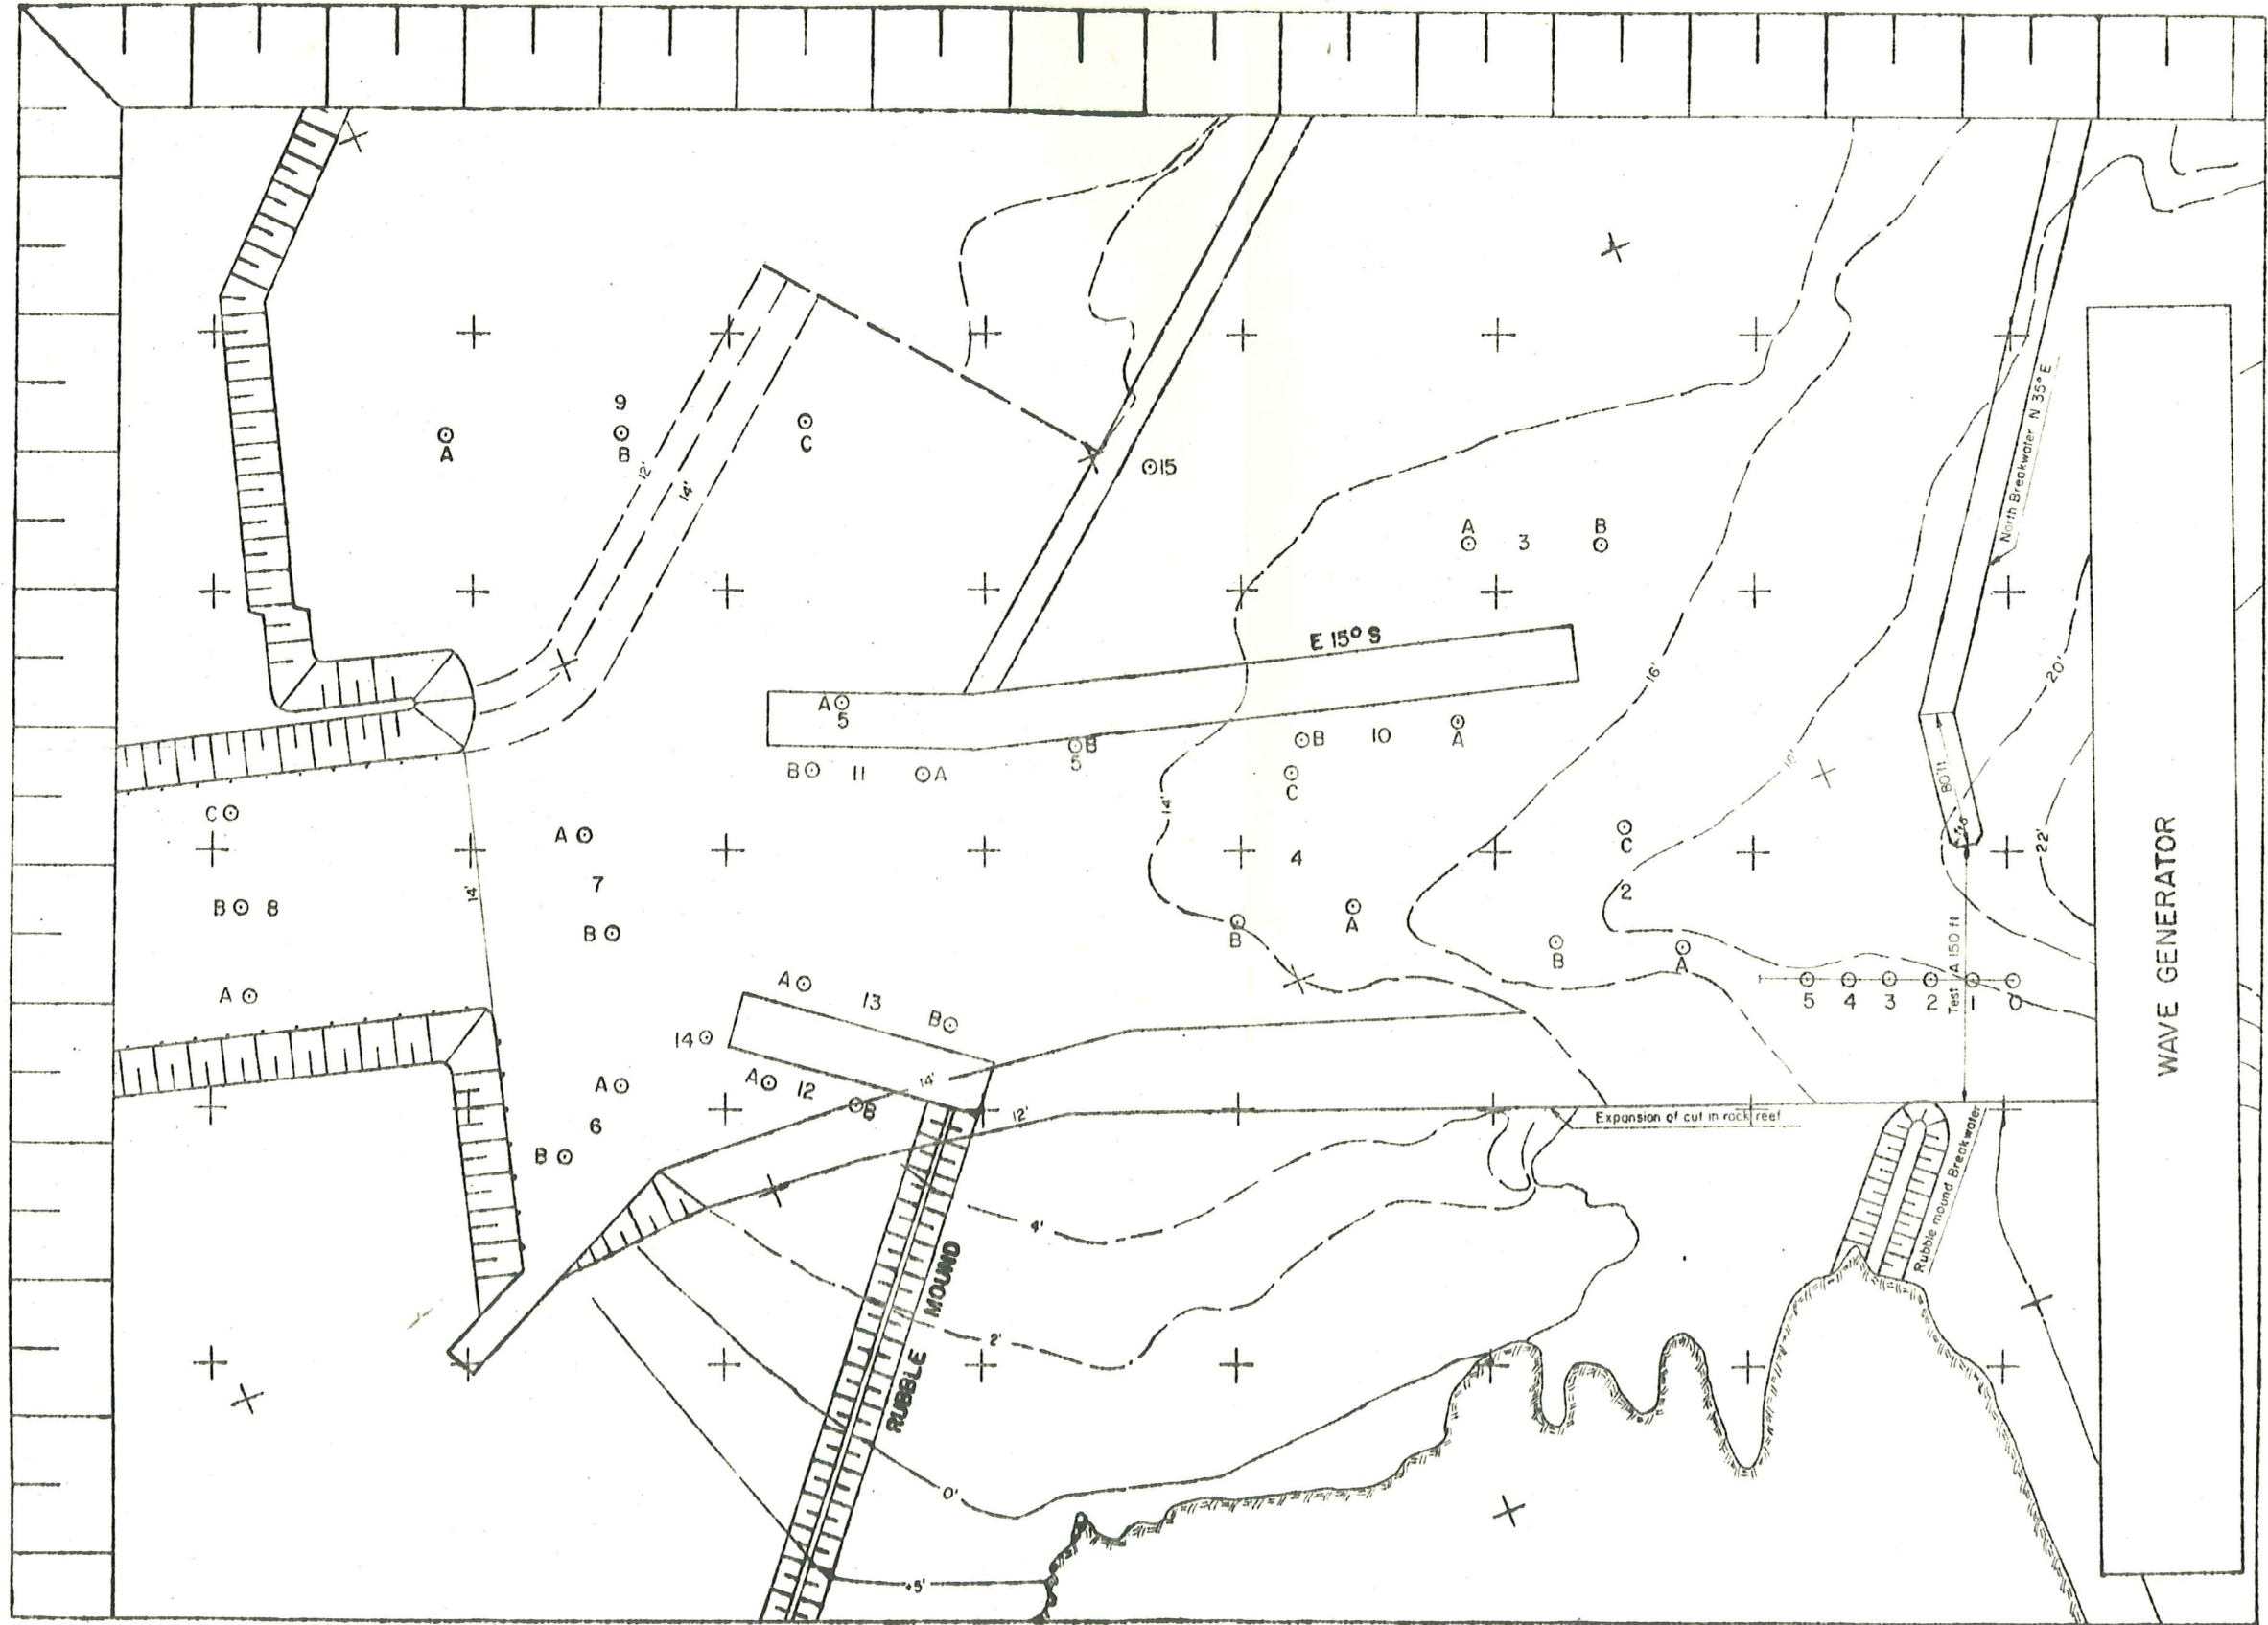 9
A
B
C
12'
14'
15
North Breakwater N 35° E
A
3
B
E 15° S
16'
20'
A
5
B
5
B
10
A
B
11
A
C
14'
18'
80 ft
22'
C
A
4
C
2
7
B
8
14'
B
B
A
B
A
WAVE GENERATOR
Test A 150 ft
A
A
13
B
5
4
3
2
1
0
14
A
A
12
B
14'
12'
Expansion of cut in rock reef
6
B
Rubble mound Breakwater
4'
RUBBLE MOUND
2'
0'
+5'